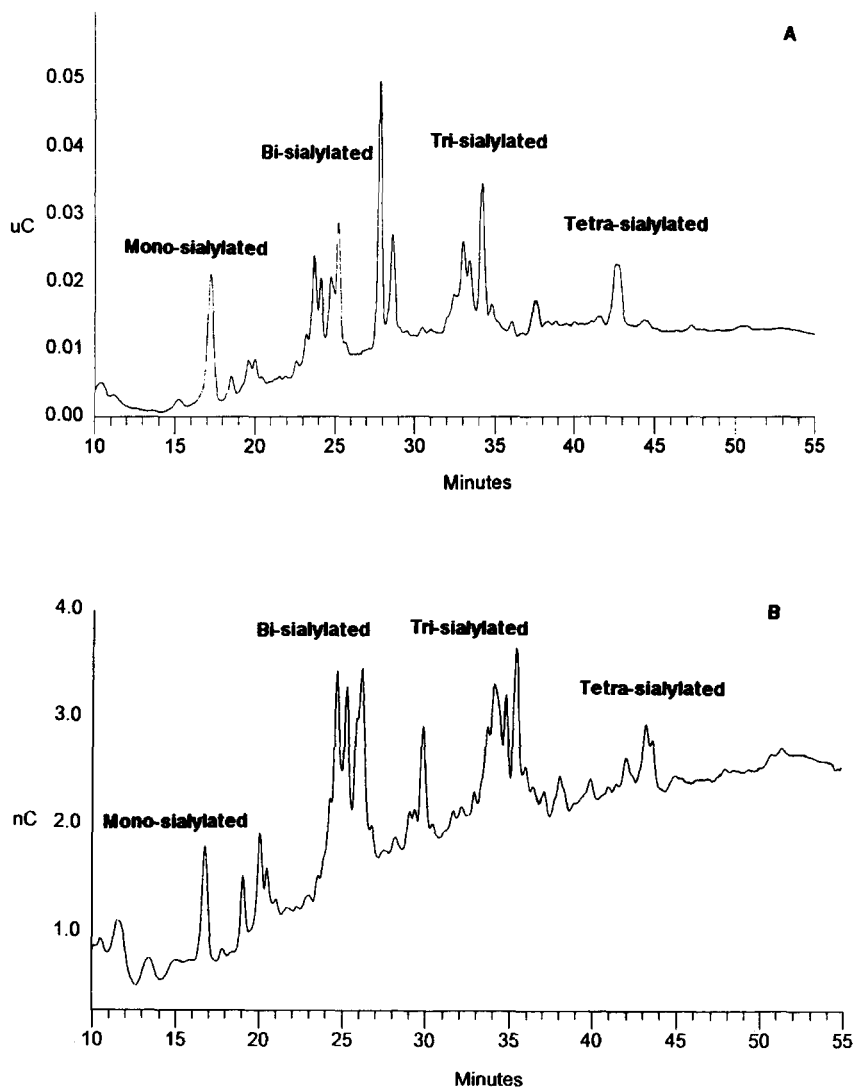 A
0.05
0.04
0.03
uC
0.02
0.01
0.00
Bi-sialylated
Tri-sialylated
Mono-sialylated
Tetra-sialylated
10 15 20 25 30 35 40 45 50 55
Minutes
B
4.0
3.0
nC
2.0
1.0
Bi-sialylated
Tri-sialylated
Tetra-sialylated
Mono-sialylated
10 15 20 25 30 35 40 45 50 55
Minutes